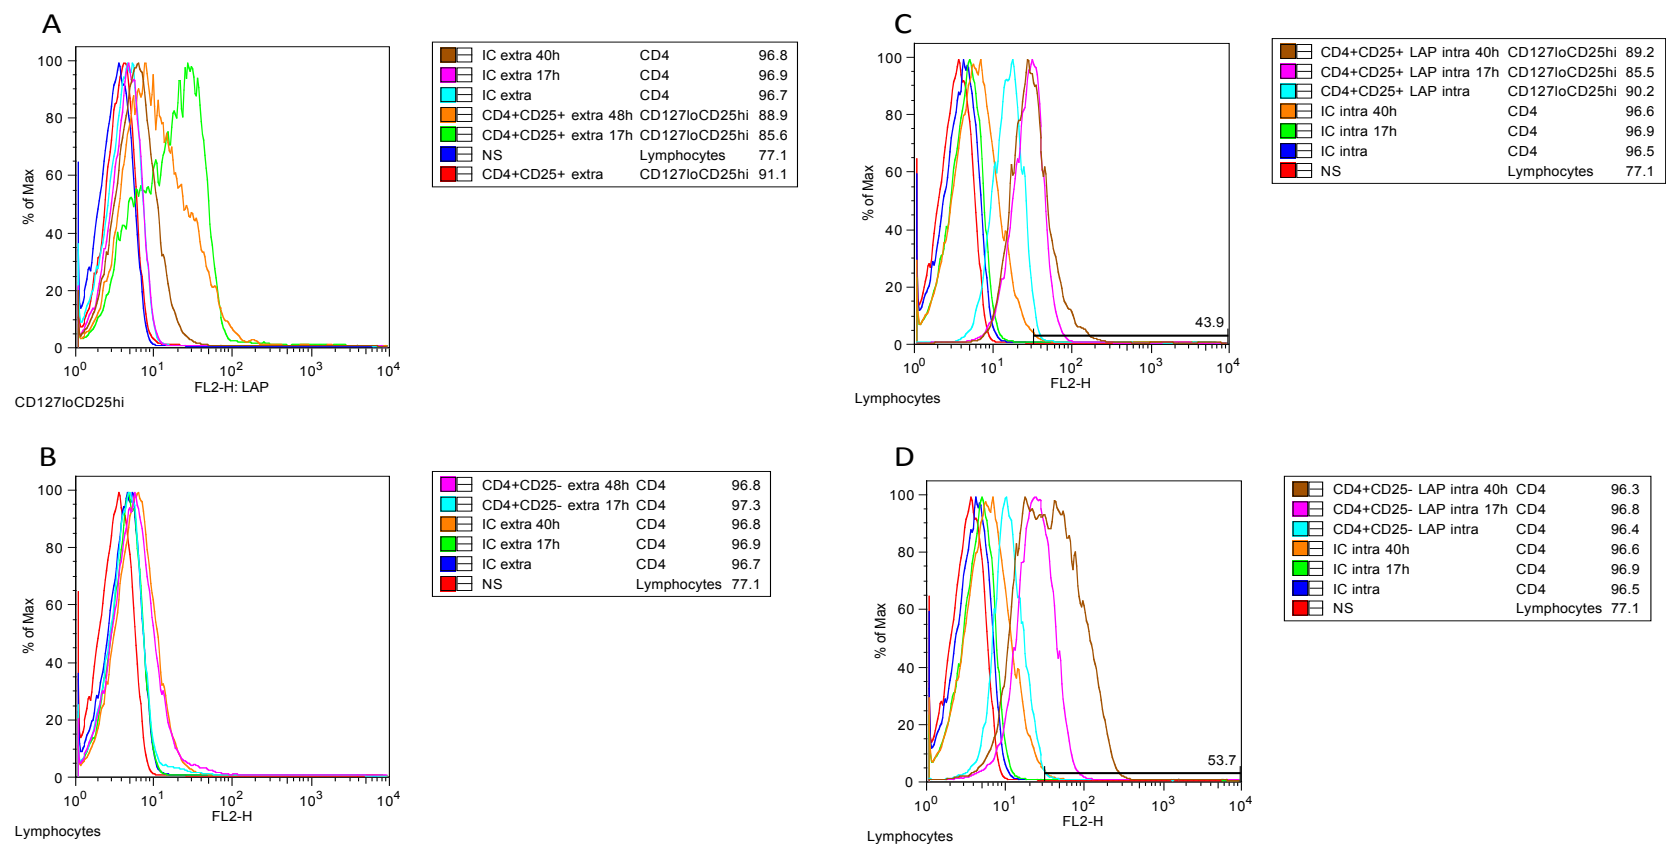 A
% of Max
100
80
60
40
20
0
10^0 10^1 10^2 10^3 10^4
FL2-H: LAP
CD127loCD25hi
IC extra 40h CD4 96.8
IC extra 17h CD4 96.9
IC extra CD4 96.7
CD4+CD25+ extra 48h CD127loCD25hi 88.9
CD4+CD25+ extra 17h CD127loCD25hi 85.6
NS Lymphocytes 77.1
CD4+CD25+ extra CD127loCD25hi 91.1
C
% of Max
100
80
60
40
20
0
43.9
10^0 10^1 10^2 10^3 10^4
FL2-H
Lymphocytes
CD4+CD25+ LAP intra 40h CD127loCD25hi 89.2
CD4+CD25+ LAP intra 17h CD127loCD25hi 85.5
CD4+CD25+ LAP intra CD127loCD25hi 90.2
IC intra 40h CD4 96.6
IC intra 17h CD4 96.9
IC intra CD4 96.5
NS Lymphocytes 77.1
B
% of Max
100
80
60
40
20
0
10^0 10^1 10^2 10^3 10^4
FL2-H
Lymphocytes
CD4+CD25- extra 48h CD4 96.8
CD4+CD25- extra 17h CD4 97.3
IC extra 40h CD4 96.8
IC extra 17h CD4 96.9
IC extra CD4 96.7
NS Lymphocytes 77.1
D
% of Max
100
80
60
40
20
0
53.7
10^0 10^1 10^2 10^3 10^4
FL2-H
Lymphocytes
CD4+CD25- LAP intra 40h CD4 96.3
CD4+CD25- LAP intra 17h CD4 96.8
CD4+CD25- LAP intra CD4 96.4
IC intra 40h CD4 96.6
IC intra 17h CD4 96.9
IC intra CD4 96.5
NS Lymphocytes 77.1